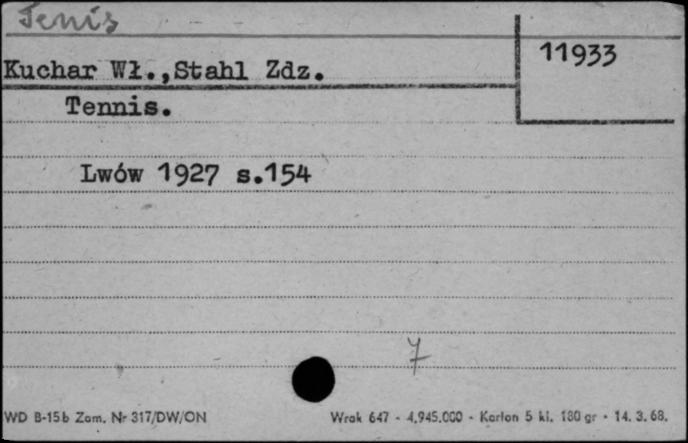 Tenis
11933
Kuchar Wł.,Stahl Zdz.
Tennis.
Lwów 1927 s.154
7
WD B-15b Zam. Nr 317/DW/ON Wrak 647 - 4.945.000 - Karton 5 kl. 180 gr - 14. 3. 68.